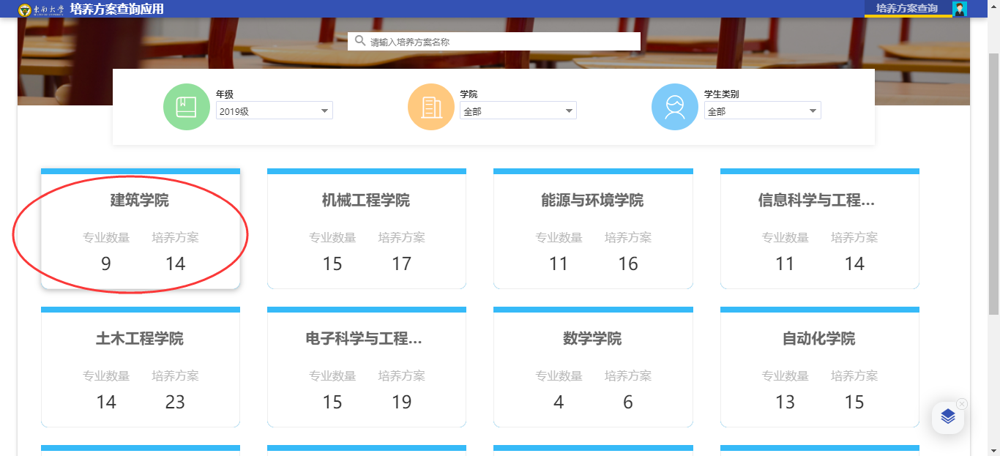 東南大學 培养方案查询应用 培养方案查询
请输入培养方案名称
年级 学院 学生类别
2019级 全部 全部
建筑学院 机械工程学院 能源与环境学院 信息科学与工程...
专业数量 培养方案 专业数量 培养方案 专业数量 培养方案 专业数量 培养方案
9 14 15 17 11 16 11 14
土木工程学院 电子科学与工程... 数学学院 自动化学院
专业数量 培养方案 专业数量 培养方案 专业数量 培养方案 专业数量 培养方案
14 23 15 19 4 6 13 15